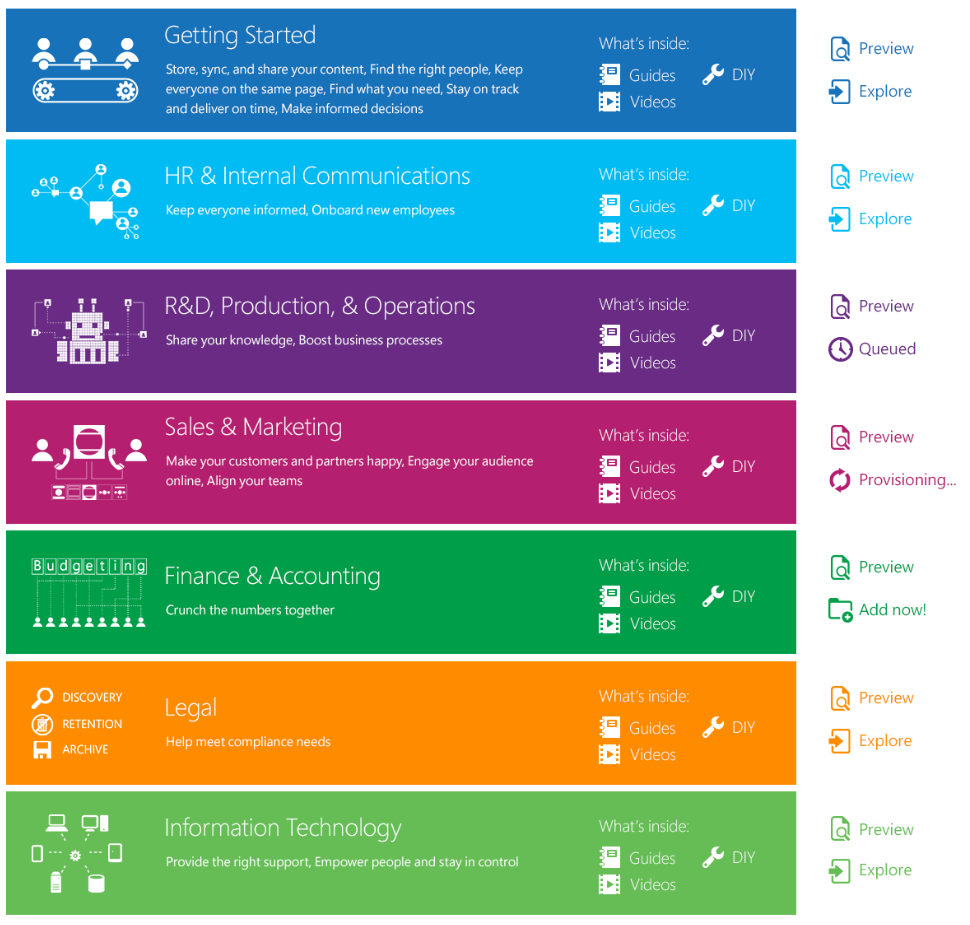 Getting Started
Store, sync, and share your content, Find the right people, Keep
everyone on the same page, Find what you need, Stay on track
and deliver on time, Make informed decisions
What's inside:
Guides
DIY
Videos
Preview
Explore
HR & Internal Communications
Keep everyone informed, Onboard new employees
What's inside:
Guides
DIY
Videos
Preview
Explore
R&D, Production, & Operations
Share your knowledge, Boost business processes
What's inside:
Guides
DIY
Videos
Preview
Queued
Sales & Marketing
Make your customers and partners happy, Engage your audience
online, Align your teams
What's inside:
Guides
DIY
Videos
Preview
Provisioning...
Budgeting
Finance & Accounting
Crunch the numbers together
What's inside:
Guides
DIY
Videos
Preview
Add now!
DISCOVERY
RETENTION
ARCHIVE
Legal
Help meet compliance needs
What's inside:
Guides
DIY
Videos
Preview
Explore
Information Technology
Provide the right support, Empower people and stay in control
What's inside:
Guides
DIY
Videos
Preview
Explore